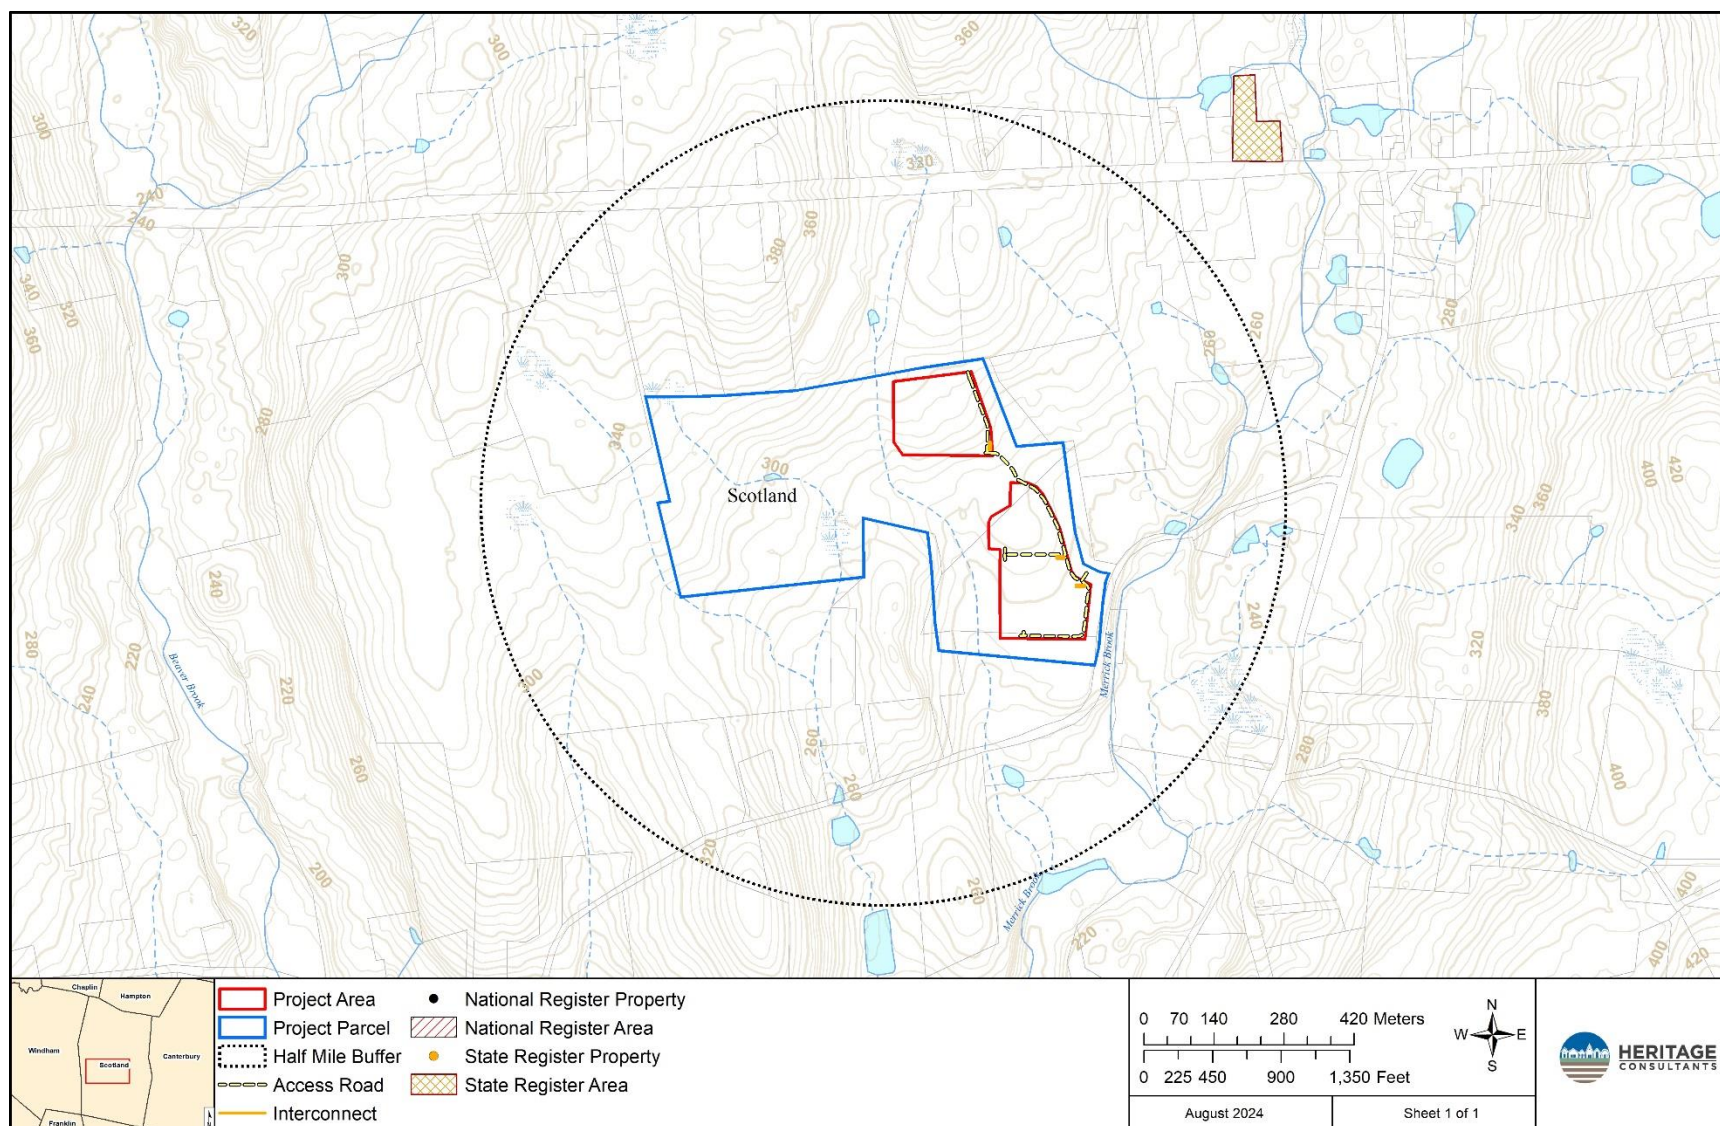 320
300
360
300
330
240
240
360
380
300
340
320
360
280
260
260
280
340
300
Scotland
400
420
360
340
240
280
240
220
240
Beaver Brook
220
260
200
Merrick Brook
240
320
380
280
260
260
400
320
200
Merrick Brook
220
400
400
420
Chaplin
Hampton
Windham
Scotland
Canterbury
Franklin
Project Area
Project Parcel
Half Mile Buffer
Access Road
Interconnect
National Register Property
National Register Area
State Register Property
State Register Area
0 70 140 280 420 Meters
0 225 450 900 1,350 Feet
N
W E
S
August 2024
Sheet 1 of 1
HERITAGE
CONSULTANTS